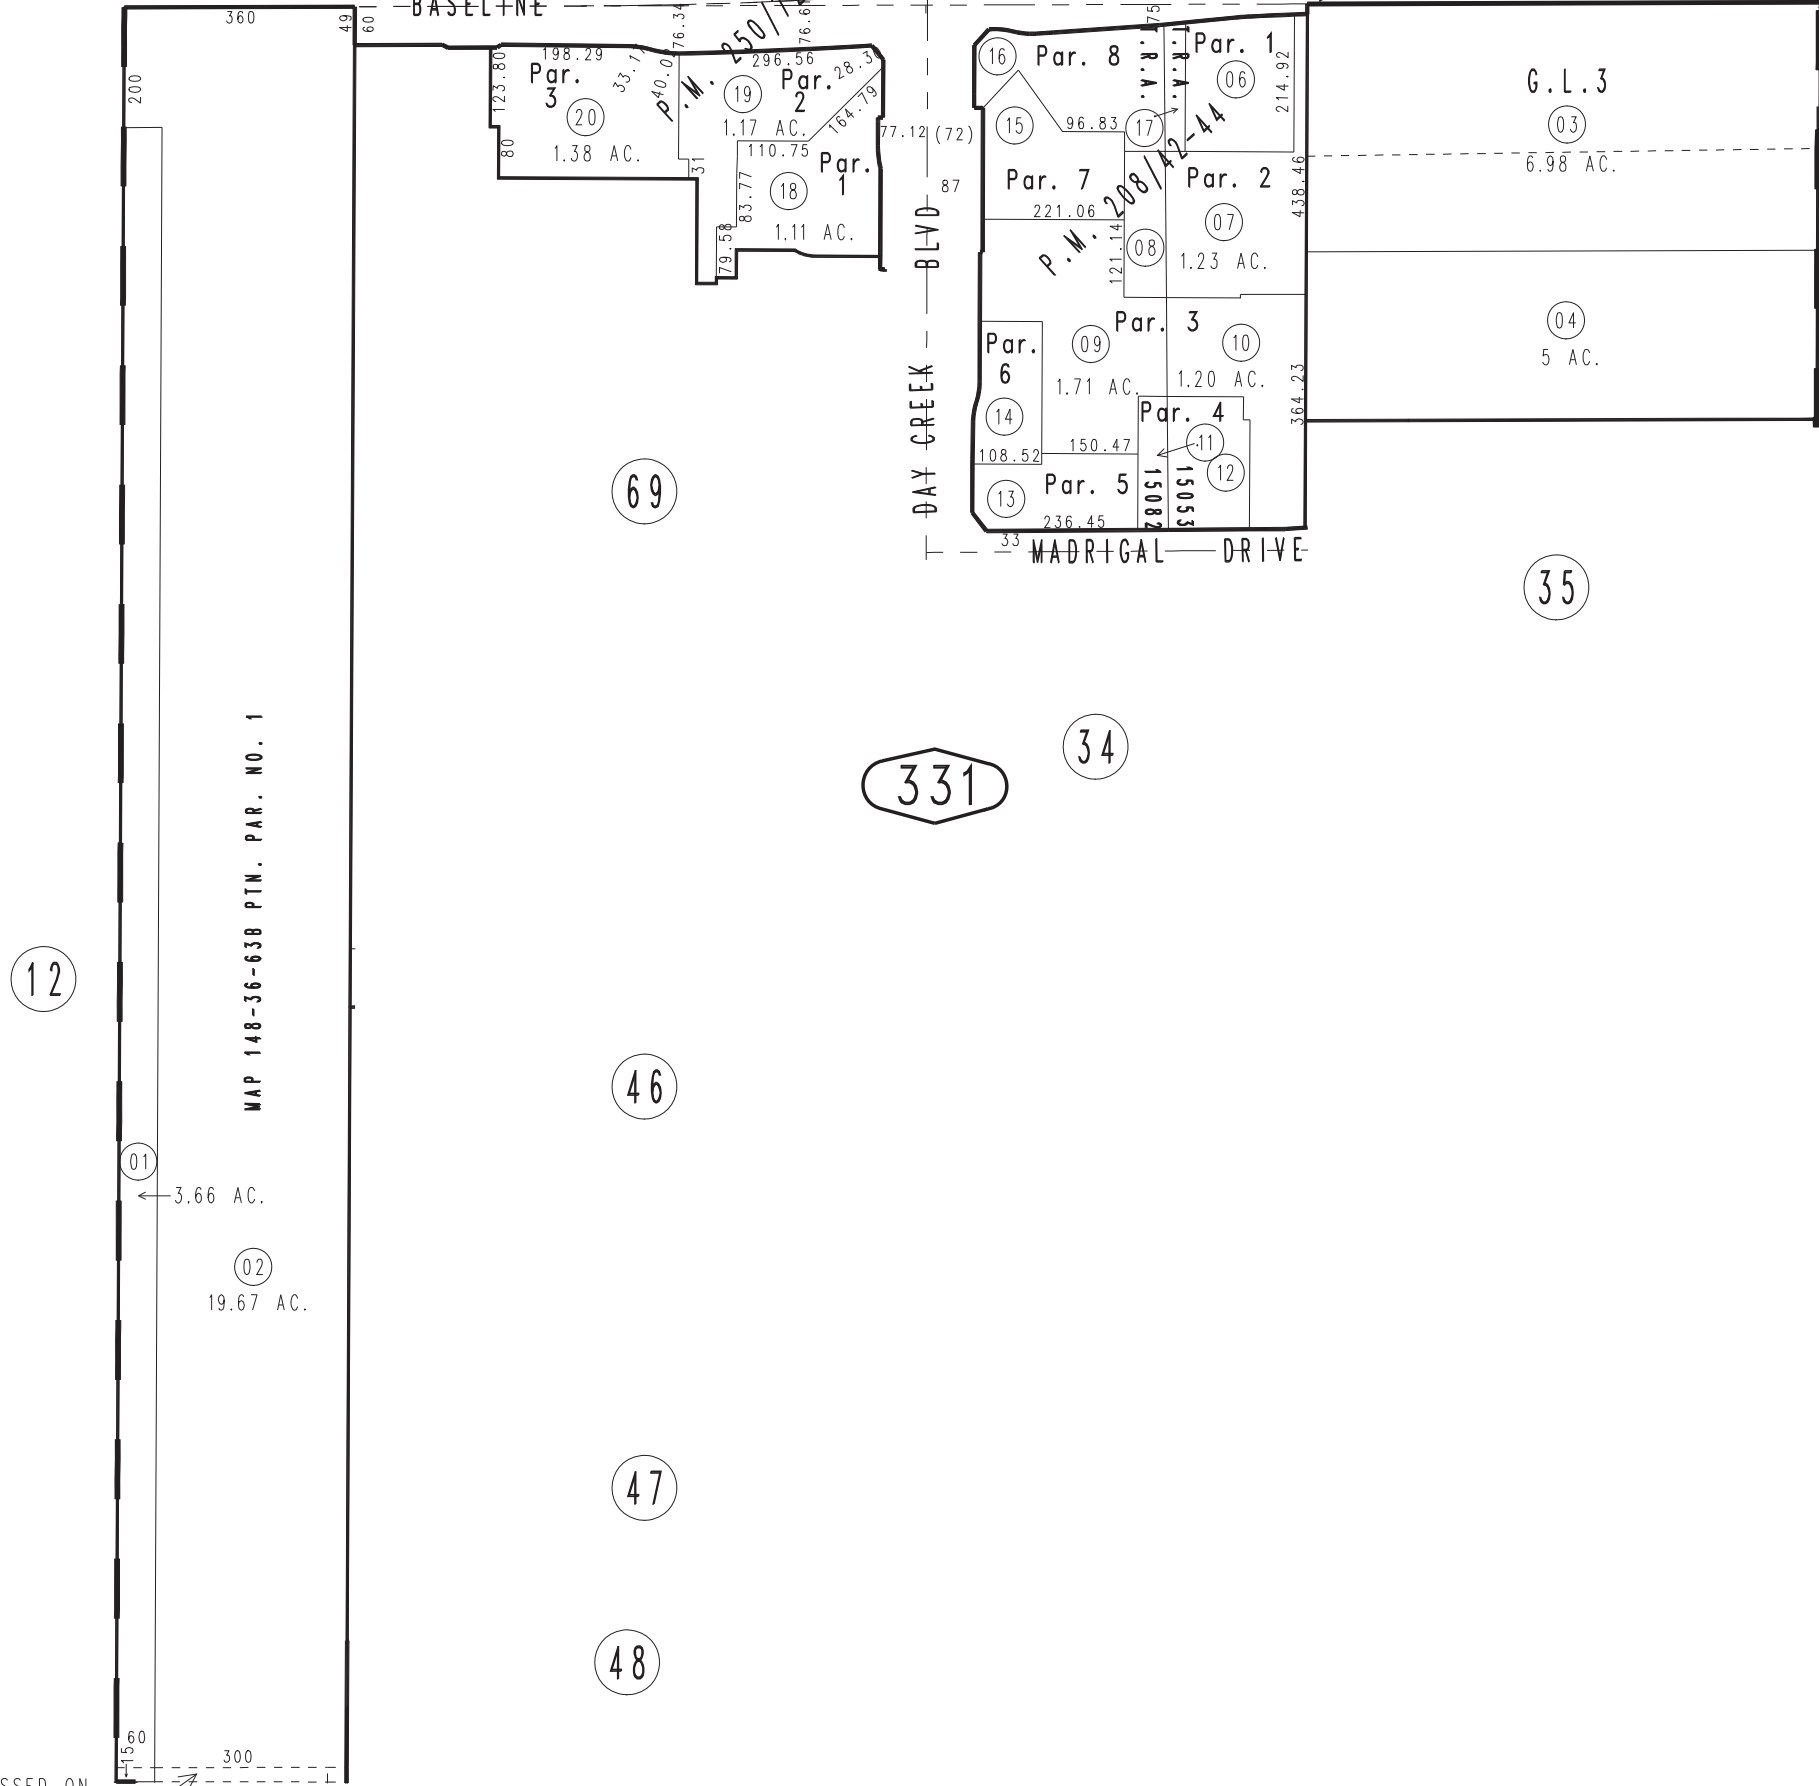 BASELINE
360
49
60
200
198.29
123.80
Par.
3
20
1.38 AC.
80
33.1
40.0
76.34
P.M. 250/1
76.6
296.56
19
Par.
2
28.3
1.17 AC.
164.79
110.75
31
83.77
18
Par.
1
1.11 AC.
79.58
77.12 (72)
87
DAY CREEK BLVD
75
16
Par. 8
T.R.A.
T.R.A.
Par. 1
06
214.92
15
96.83
17
P.M. 208/42-44
Par. 7
221.06
121.14
08
Par. 2
07
1.23 AC.
438.46
Par. 3
09
1.71 AC.
10
1.20 AC.
364.23
Par.
6
14
108.52
150.47
Par. 4
11
12
13
Par. 5
236.45
15082
15053
33
MADRIGAL DRIVE
G.L.3
03
6.98 AC.
04
5 AC.
69
35
34
331
MAP 148-36-63B PTN. PAR. NO. 1
12
46
01
3.66 AC.
02
19.67 AC.
47
48
60
15
300
SSED ON